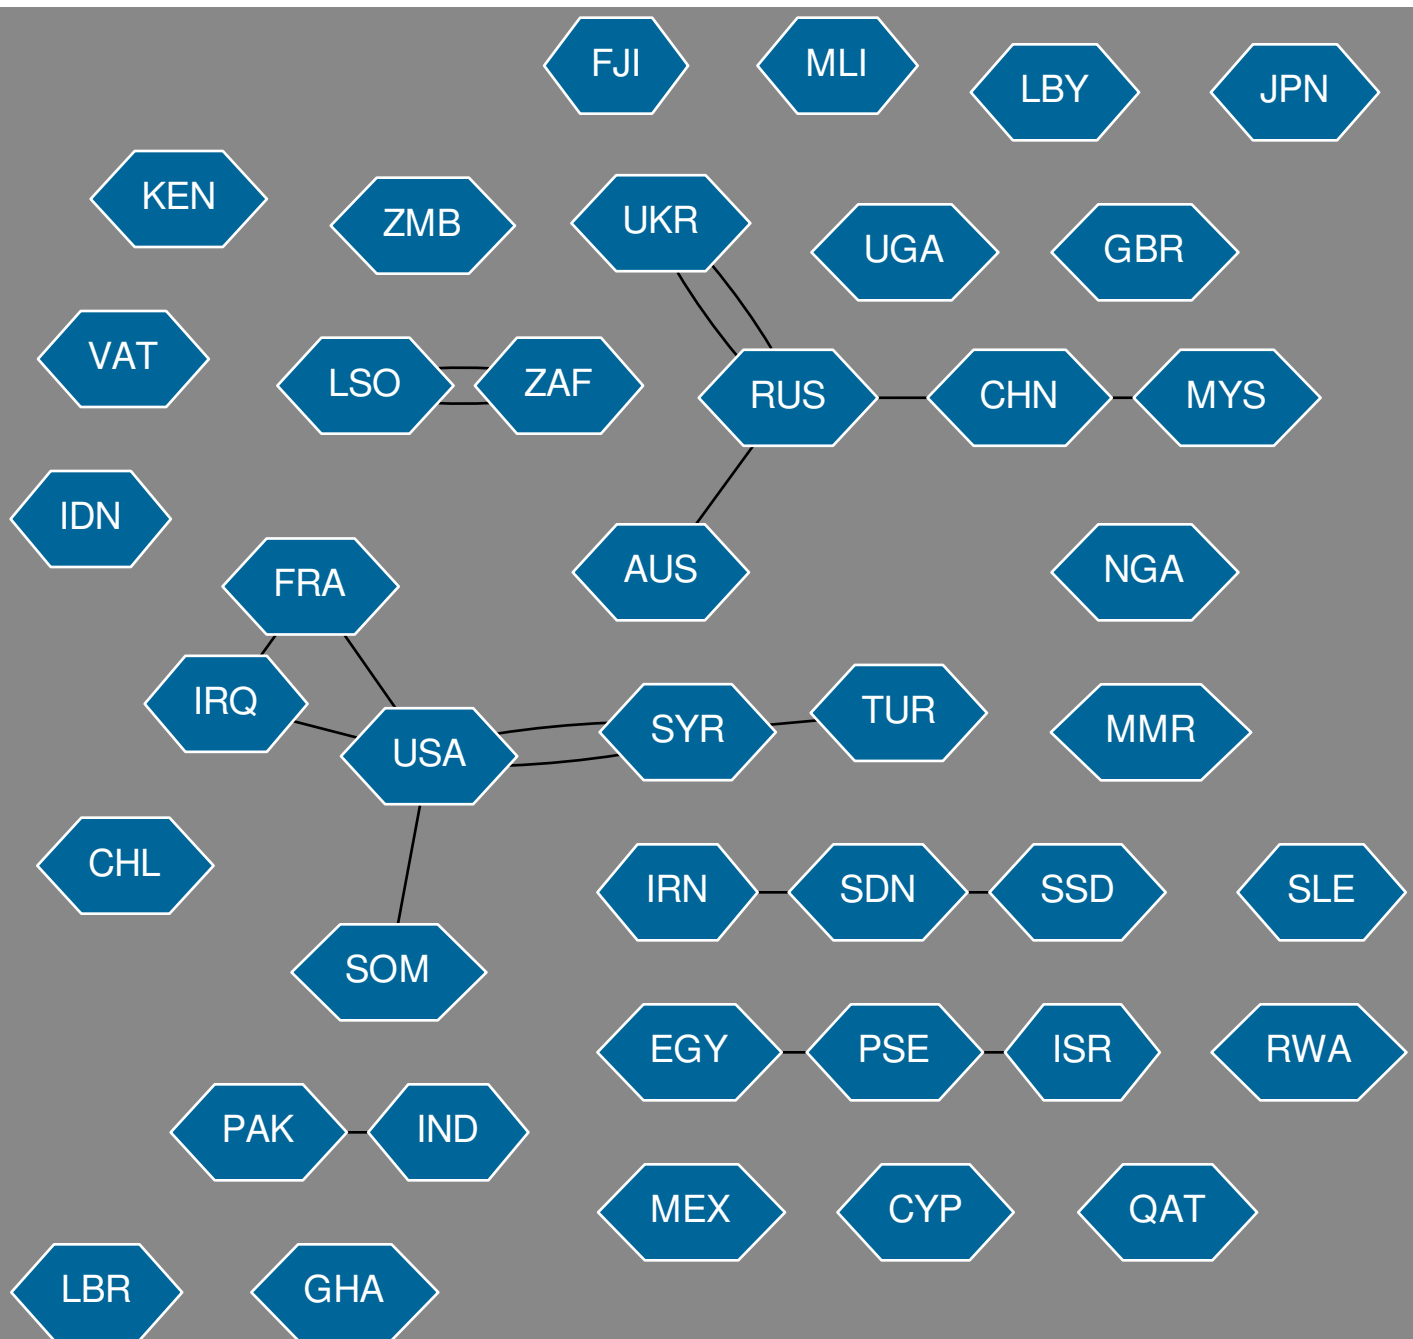 FJI
MLI
LBY
JPN
KEN
ZMB
UKR
UGA
GBR
VAT
LSO
ZAF
RUS
CHN
MYS
IDN
FRA
AUS
NGA
IRQ
USA
SYR
TUR
MMR
CHL
IRN
SDN
SSD
SLE
SOM
EGY
PSE
ISR
RWA
PAK
IND
MEX
CYP
QAT
LBR
GHA